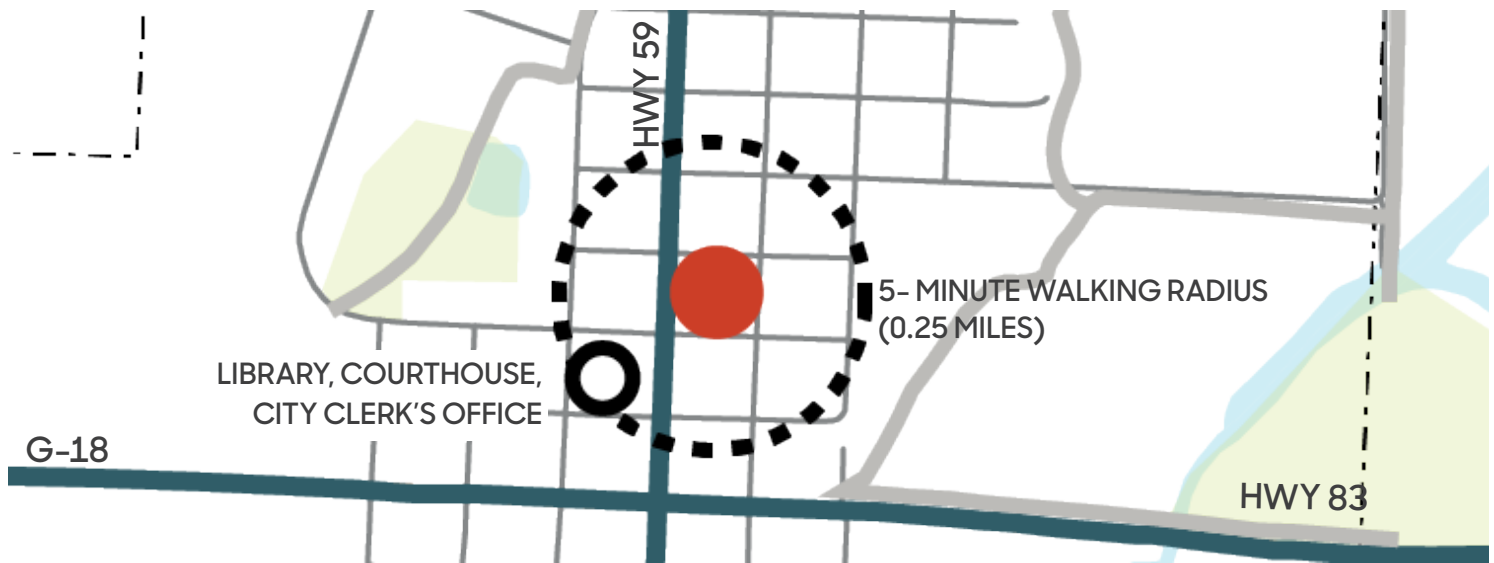 HWY 59
5- MINUTE WALKING RADIUS
(0.25 MILES)
LIBRARY, COURTHOUSE,
CITY CLERK'S OFFICE
G-18
HWY 83